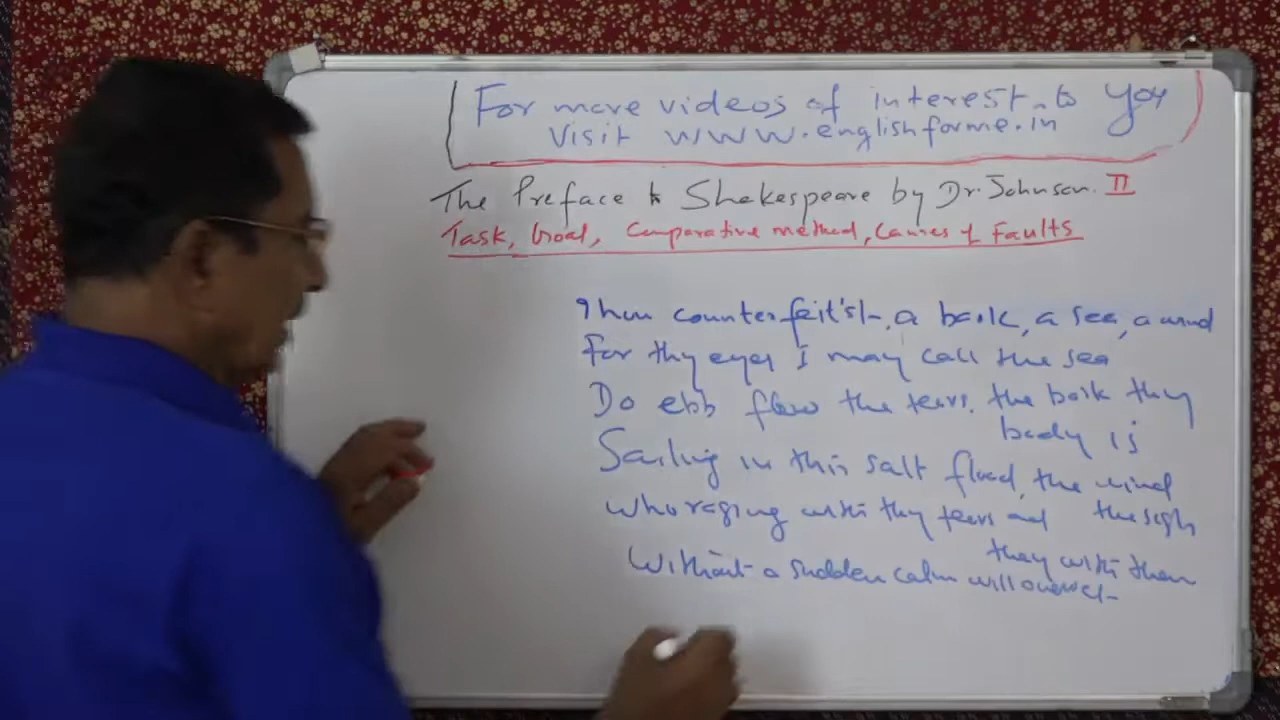 For more videos of interest to you
visit www.englishforme.in
The Preface to Shakespeare by Dr. Johnson. II
Task, Goal, Comparative method, Causes of Faults
Thou counterfeit'st, a bark, a sea, a wind
For thy eyes I may call the sea
Do ebb flow the tears. the bark thy
body is
Sailing in this salt flood, the wind
the sigh
Who raging with thy tears and
they with them
Without a sudden calm will